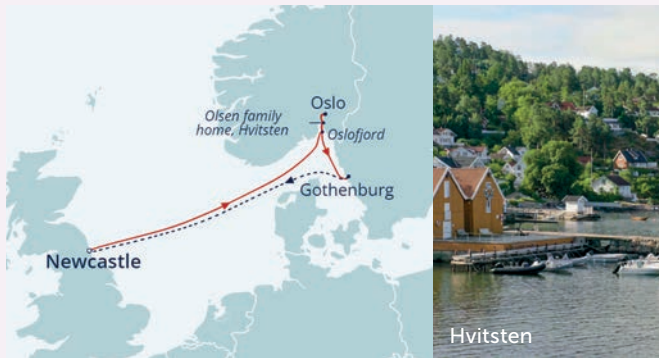 Oslo
Olsen family
home, Hvitsten
Oslofjord
Gothenburg
Newcastle
Hvitsten